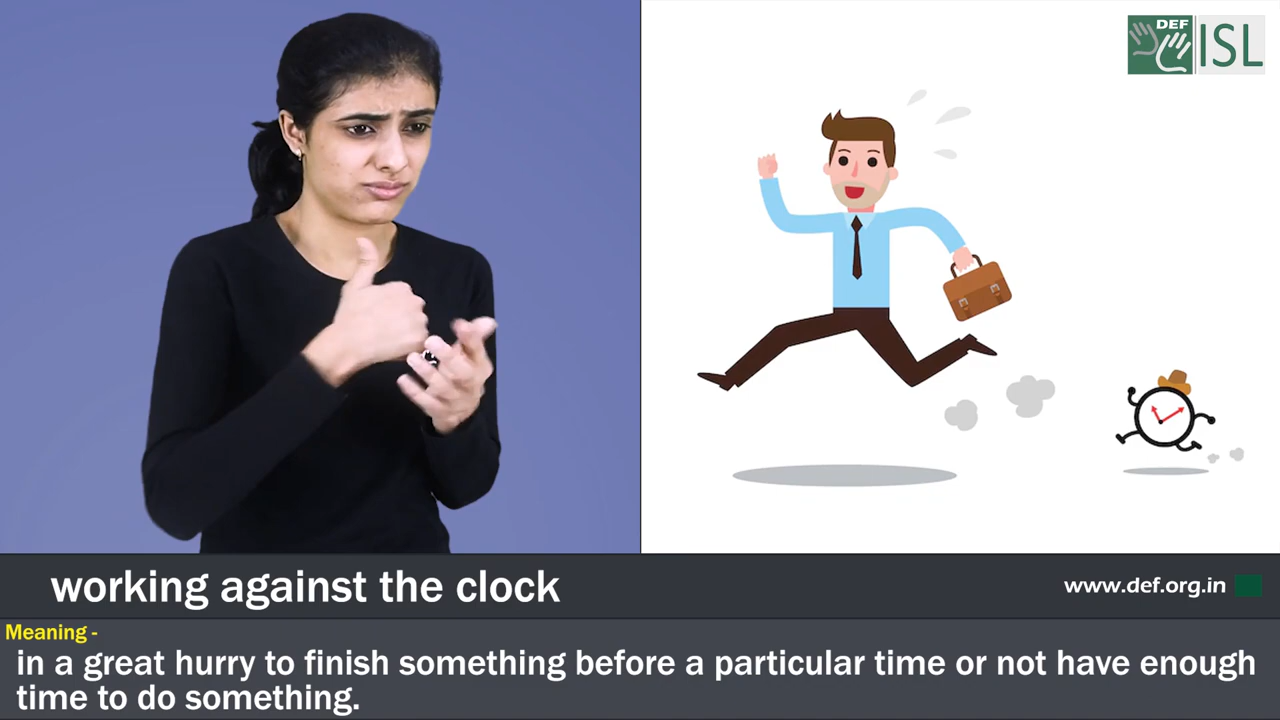 DEF
ISL
working against the clock
www.def.org.in
Meaning -
in a great hurry to finish something before a particular time or not have enough
time to do something.